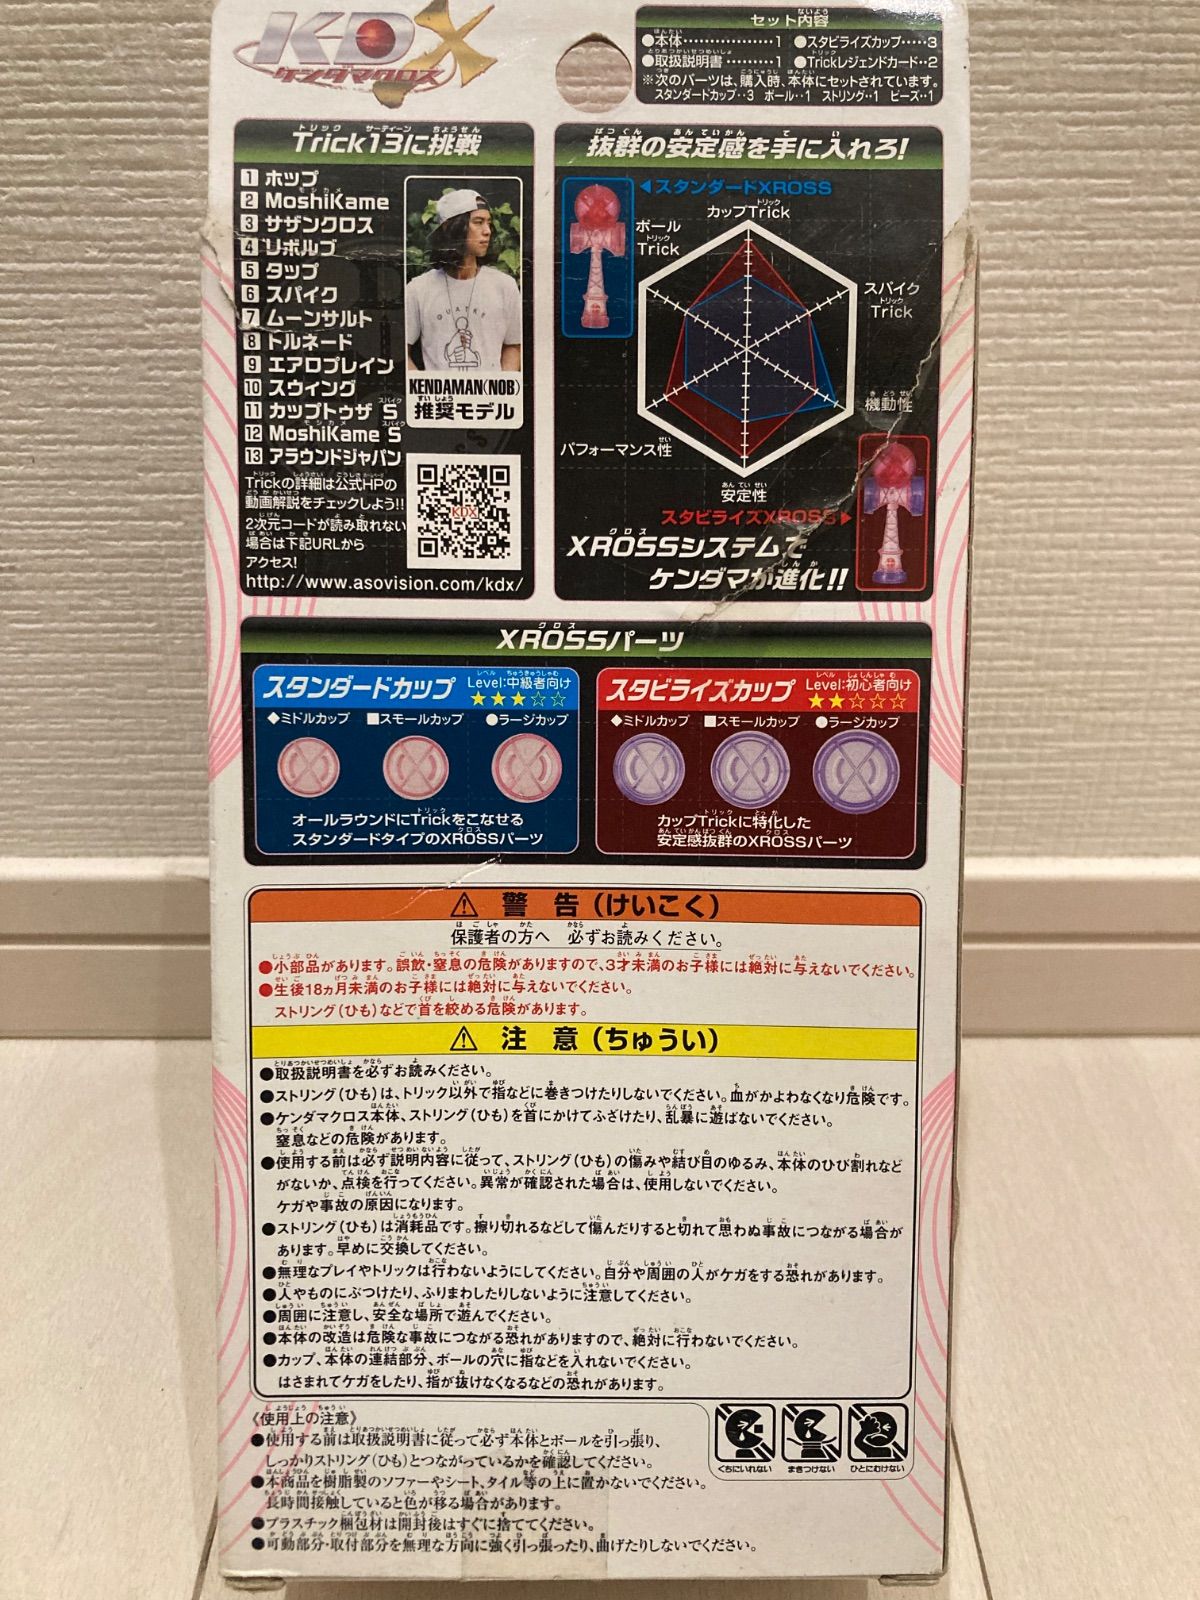 KDX
ケンダマクロス
セット内容
●本体……………1 ●スタビライズカップ……3
●取扱説明書………1 ●Trickレジェンドカード‥2
※次のパーツは、購入時、本体にセットされています。
スタンダードカップ‥3 ボール‥1 ストリング‥1 ビーズ‥1
Trick13に挑戦
1 ホップ
2 MoshiKame
3 サザンクロス
4 リボルブ
5 タップ
6 スパイク
7 ムーンサルト
8 トルネード
9 エアロプレイン
10 スウィング
11 カップトゥザ S
12 MoshiKame S
13 アラウンドジャパン
QUATRE
KENDAMAN(NOB)
推奨モデル
Trickの詳細は公式HPの
動画解説をチェックしよう!!
2次元コードが読み取れない
場合は下記URLから
アクセス!
KDX
http://www.asovision.com/kdx/
抜群の安定感を手に入れろ!
◀スタンダードXROSS
カップTrick
ボール
Trick
スパイク
Trick
機動性
パフォーマンス性
安定性
スタビライズXROSS▶
XROSSシステムで
ケンダマが進化!!
XROSSパーツ
スタンダードカップ Level:中級者向け
★★★☆☆
◆ミドルカップ ■スモールカップ ●ラージカップ
オールラウンドにTrickをこなせる
スタンダードタイプのXROSSパーツ
スタビライズカップ Level:初心者向け
★★☆☆☆
◆ミドルカップ ■スモールカップ ●ラージカップ
カップTrickに特化した
安定感抜群のXROSSパーツ
⚠ 警 告(けいこく)
保護者の方へ 必ずお読みください。
●小部品があります。誤飲・窒息の危険がありますので、3才未満のお子様には絶対に与えないでください。
●生後18ヵ月未満のお子様には絶対に与えないでください。
ストリング(ひも)などで首を絞める危険があります。
⚠ 注 意(ちゅうい)
●取扱説明書を必ずお読みください。
●ストリング(ひも)は、トリック以外で指などに巻きつけたりしないでください。血がかよわなくなり危険です。
●ケンダマクロス本体、ストリング(ひも)を首にかけてふざけたり、乱暴に遊ばないでください。
窒息などの危険があります。
●使用する前は必ず説明内容に従って、ストリング(ひも)の傷みや結び目のゆるみ、本体のひび割れなど
がないか、点検を行ってください。異常が確認された場合は、使用しないでください。
ケガや事故の原因になります。
●ストリング(ひも)は消耗品です。擦り切れるなどして傷んだりすると切れて思わぬ事故につながる場合が
あります。早めに交換してください。
●無理なプレイやトリックは行わないようにしてください。自分や周囲の人がケガをする恐れがあります。
●人やものにぶつけたり、ふりまわしたりしないように注意してください。
●周囲に注意し、安全な場所で遊んでください。
●本体の改造は危険な事故につながる恐れがありますので、絶対に行わないでください。
●カップ、本体の連結部分、ボールの穴に指などを入れないでください。
はさまれてケガをしたり、指が抜けなくなるなどの恐れがあります。
《使用上の注意》
●使用する前は取扱説明書に従って必ず本体とボールを引っ張り、
しっかりストリング(ひも)とつながっているかを確認してください。
●本商品を樹脂製のソファーやシート、タイル等の上に置かないでください。
長時間接触していると色が移る場合があります。
●プラスチック梱包材は開封後はすぐに捨ててください。
●可動部分・取付部分を無理な方向に強く引っ張ったり、曲げたりしないでください。
くちにいれない まきつけない ひとにむけない